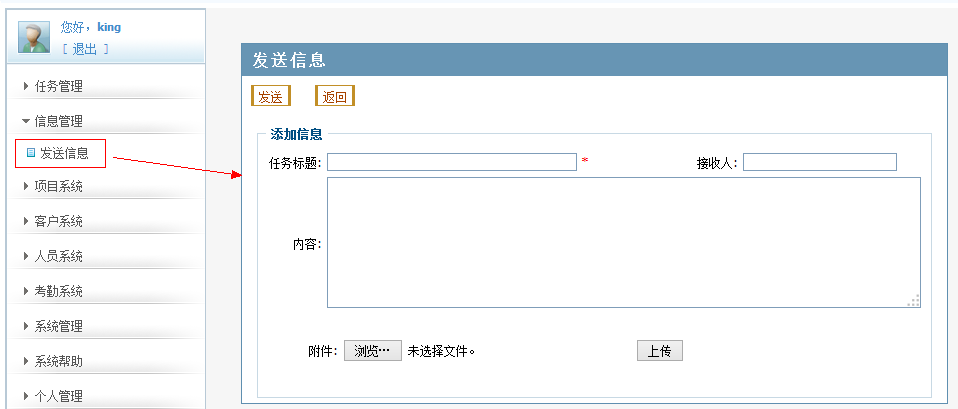 您好，king
[ 退出 ]
任务管理
信息管理
发送信息
项目系统
客户系统
人员系统
考勤系统
系统管理
系统帮助
个人管理
发送信息
发送 返回
添加信息
任务标题: * 接收人:
内容:
附件: 浏览… 未选择文件。 上传